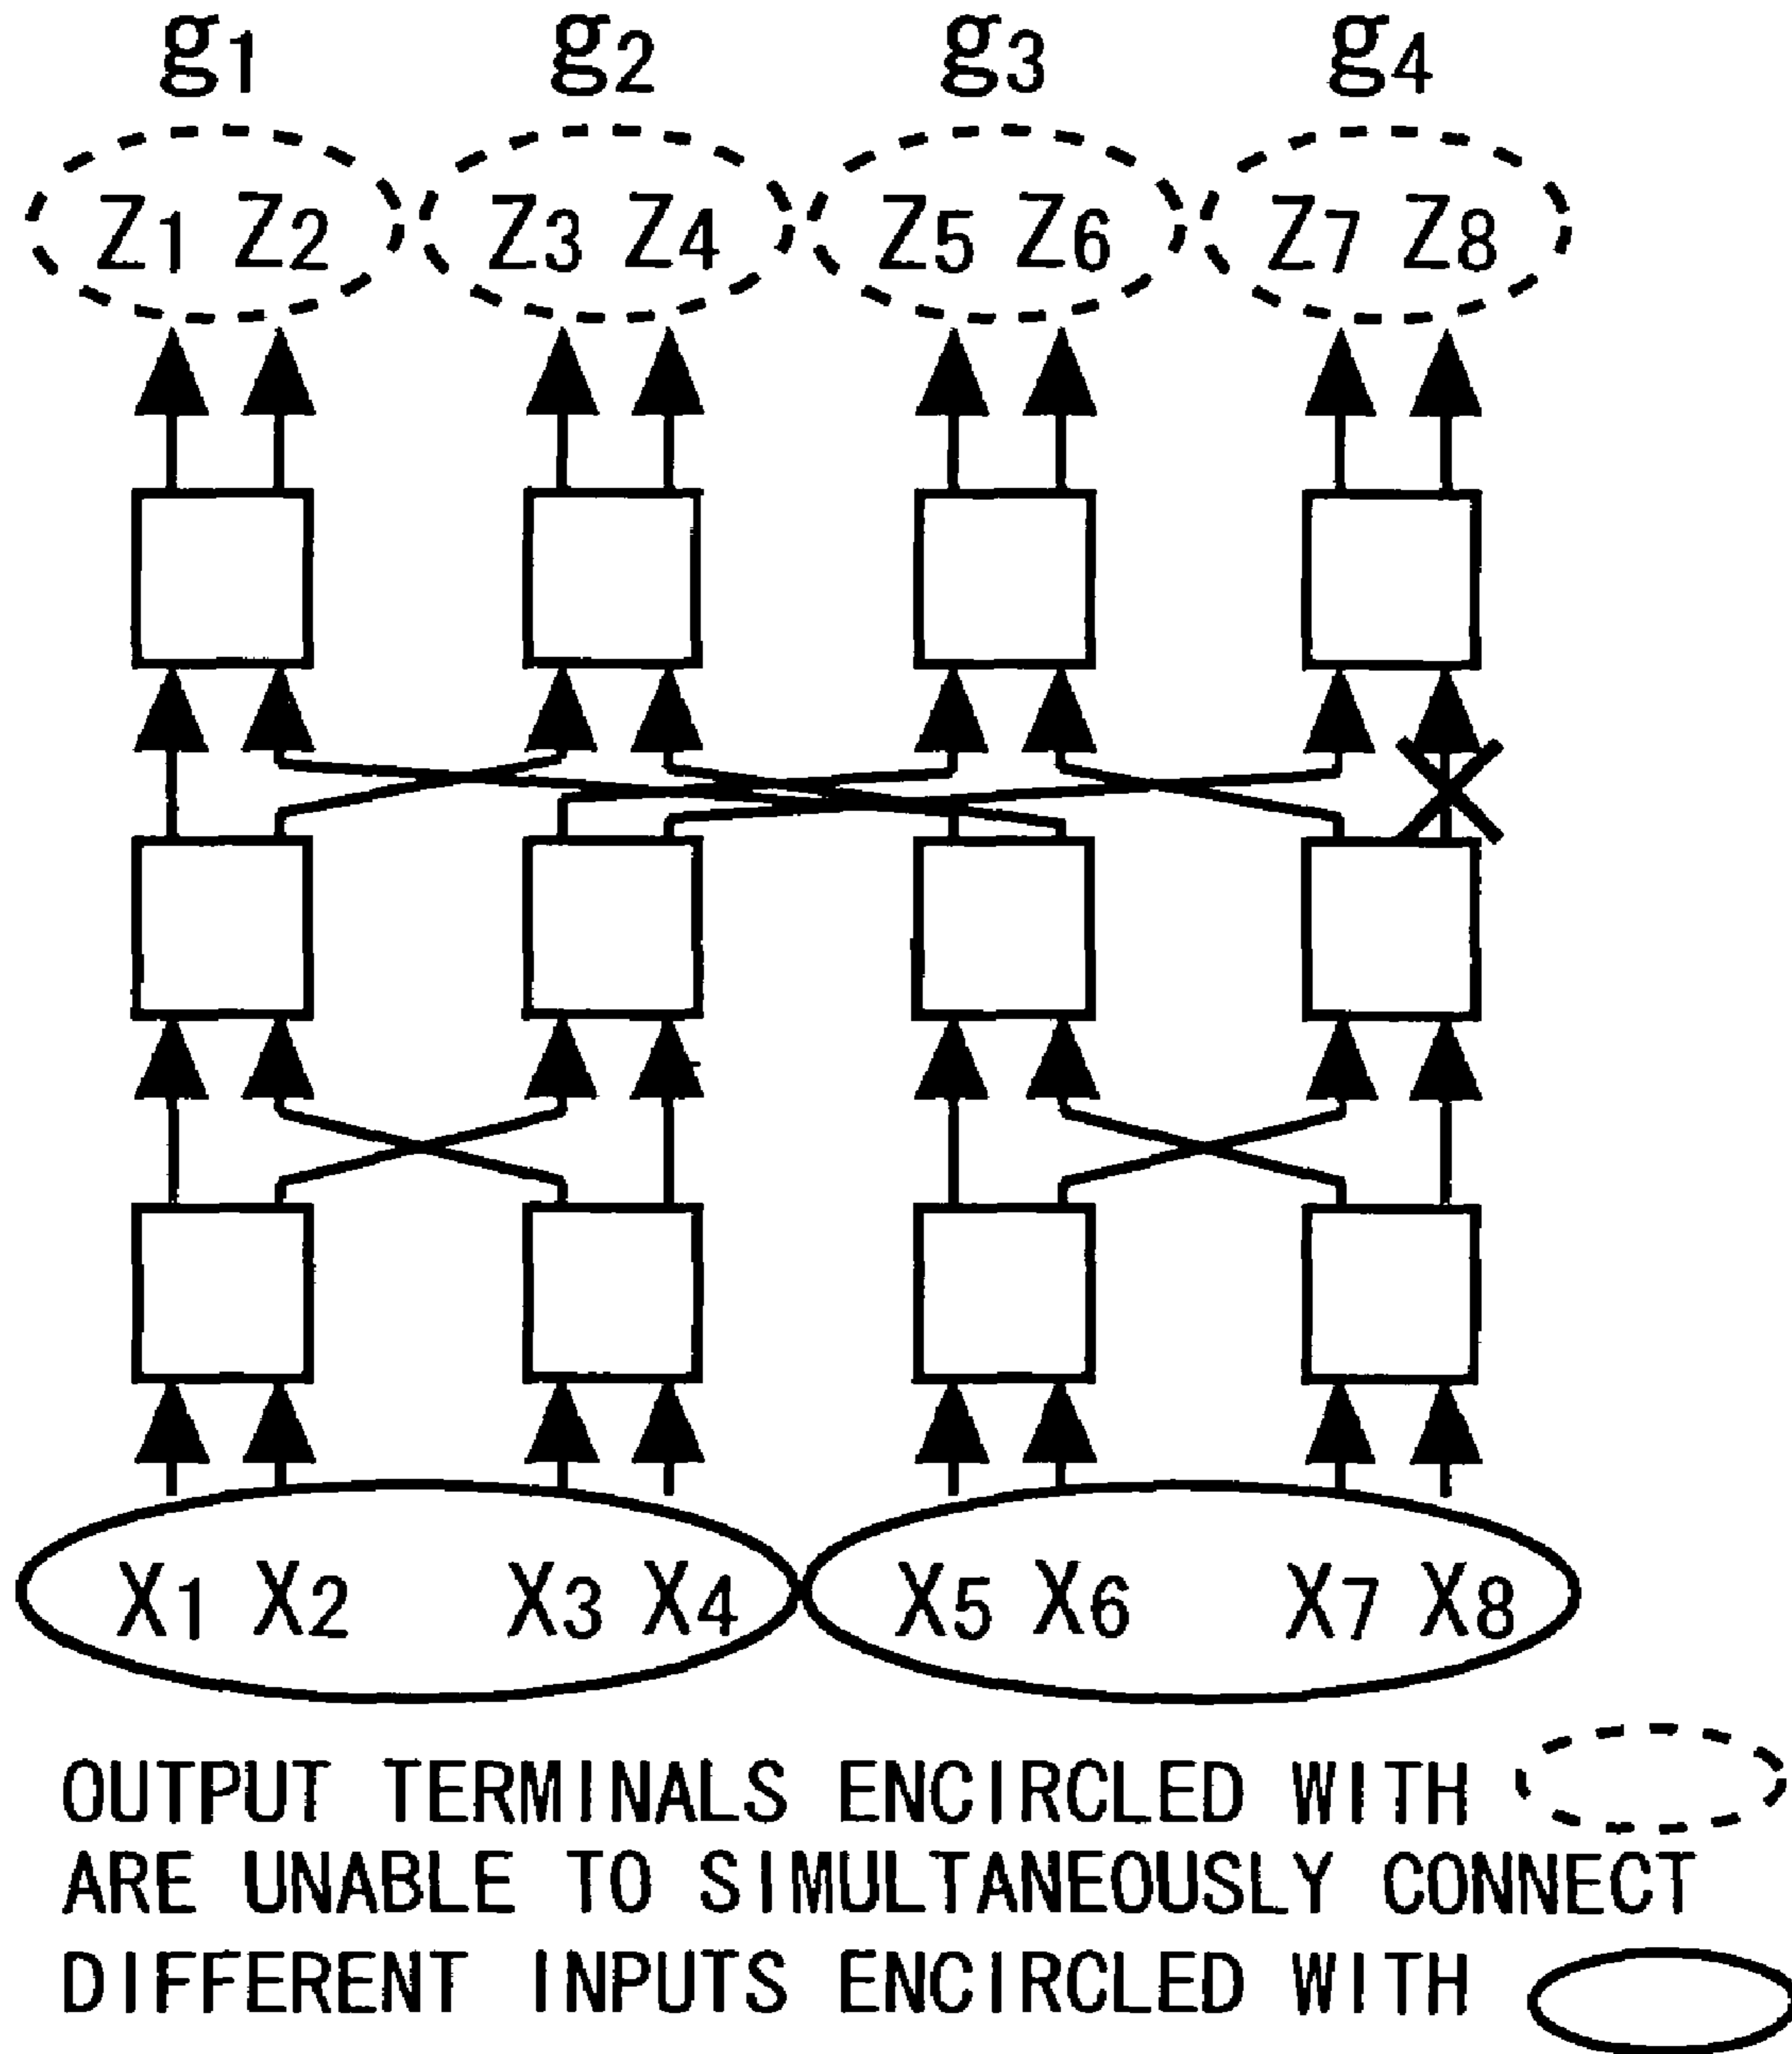 g1 g2 g3 g4
Z1 Z2 Z3 Z4 Z5 Z6 Z7 Z8
X1 X2 X3 X4 X5 X6 X7 X8
OUTPUT TERMINALS ENCIRCLED WITH
ARE UNABLE TO SIMULTANEOUSLY CONNECT
DIFFERENT INPUTS ENCIRCLED WITH